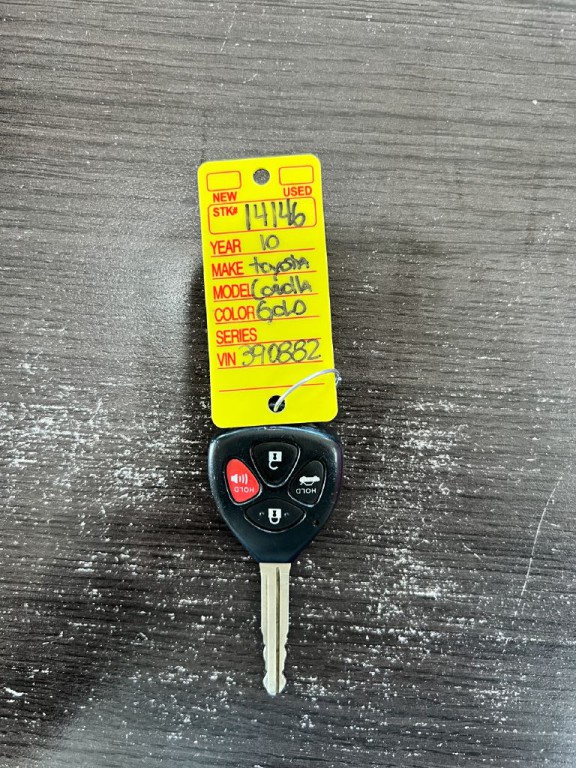 NEW USED
STK# 14146
YEAR 10
MAKE toyota
MODEL Corolla
COLOR GOLD
SERIES
VIN 390882
HOLD HOLD